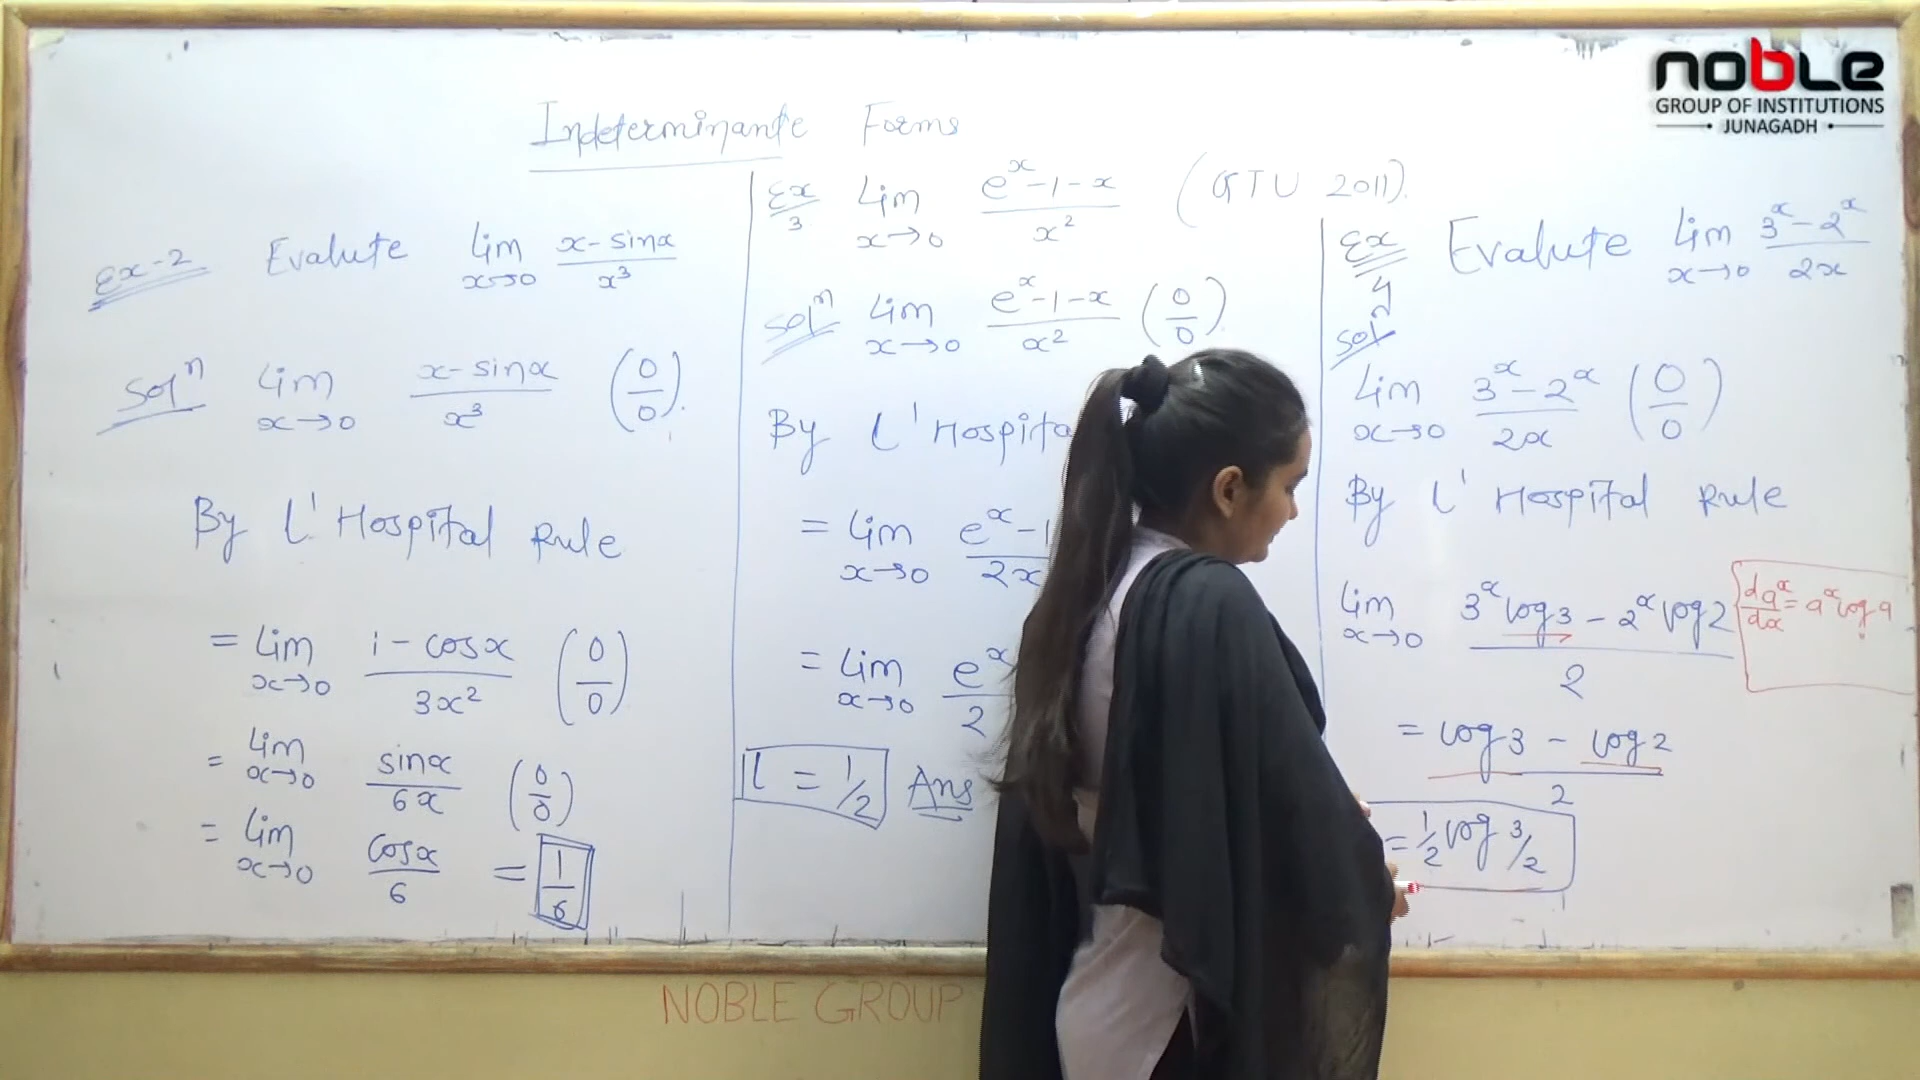 noble
GROUP OF INSTITUTIONS
• JUNAGADH •
Indeterminante Forms
Ex-2 Evalute lim x→0 x-sinx / x³
Solⁿ lim x→0 x-sinx / x³ (0/0).
By L' Hospital Rule
= lim x→0 1-cosx / 3x² (0/0)
= lim x→0 sinx / 6x (0/0)
= lim x→0 cosx / 6 = 1/6
Ex/3 lim x→0 eˣ-1-x / x² (GTU 2011).
Solⁿ lim x→0 eˣ-1-x / x² (0/0)
By L' Hospita
= lim x→0 eˣ-1 / 2x
= lim x→0 eˣ / 2
l = 1/2 Ans
Ex/4 Evalute lim x→0 3ˣ-2ˣ / 2x
Solⁿ
lim x→0 3ˣ-2ˣ / 2x (0/0)
By L' Hospital Rule
lim x→0 3ˣ log3 - 2ˣ log2 / 2
daˣ/dx = aˣ log a
= log3 - log2 / 2
= 1/2 log 3/2
NOBLE GROUP